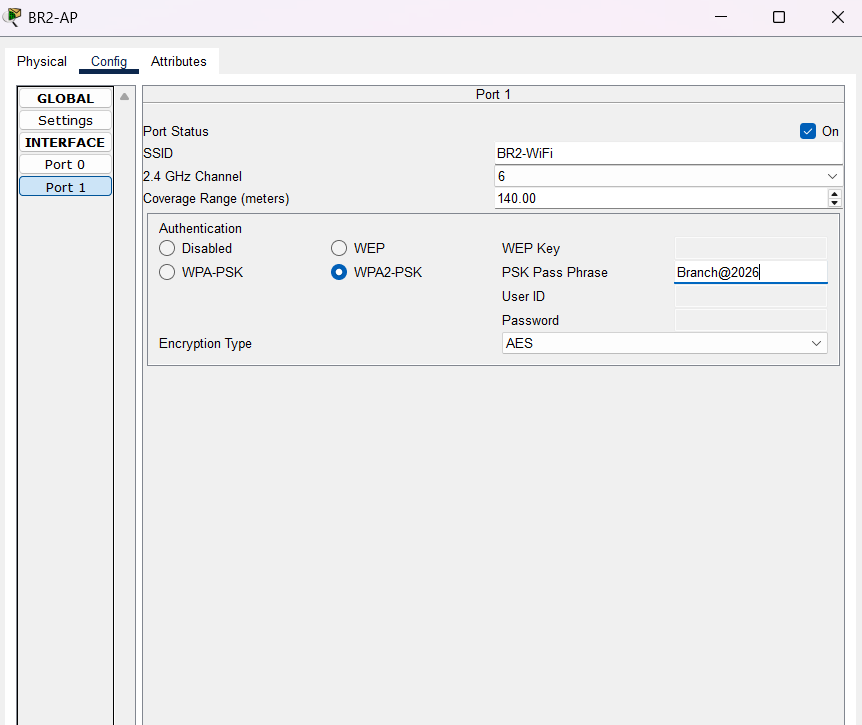 BR2-AP
Physical Config Attributes
GLOBAL
Settings
INTERFACE
Port 0
Port 1
Port 1
Port Status On
SSID BR2-WiFi
2.4 GHz Channel 6
Coverage Range (meters) 140.00
Authentication
Disabled WEP WEP Key
WPA-PSK WPA2-PSK PSK Pass Phrase Branch@2026
User ID
Password
Encryption Type AES